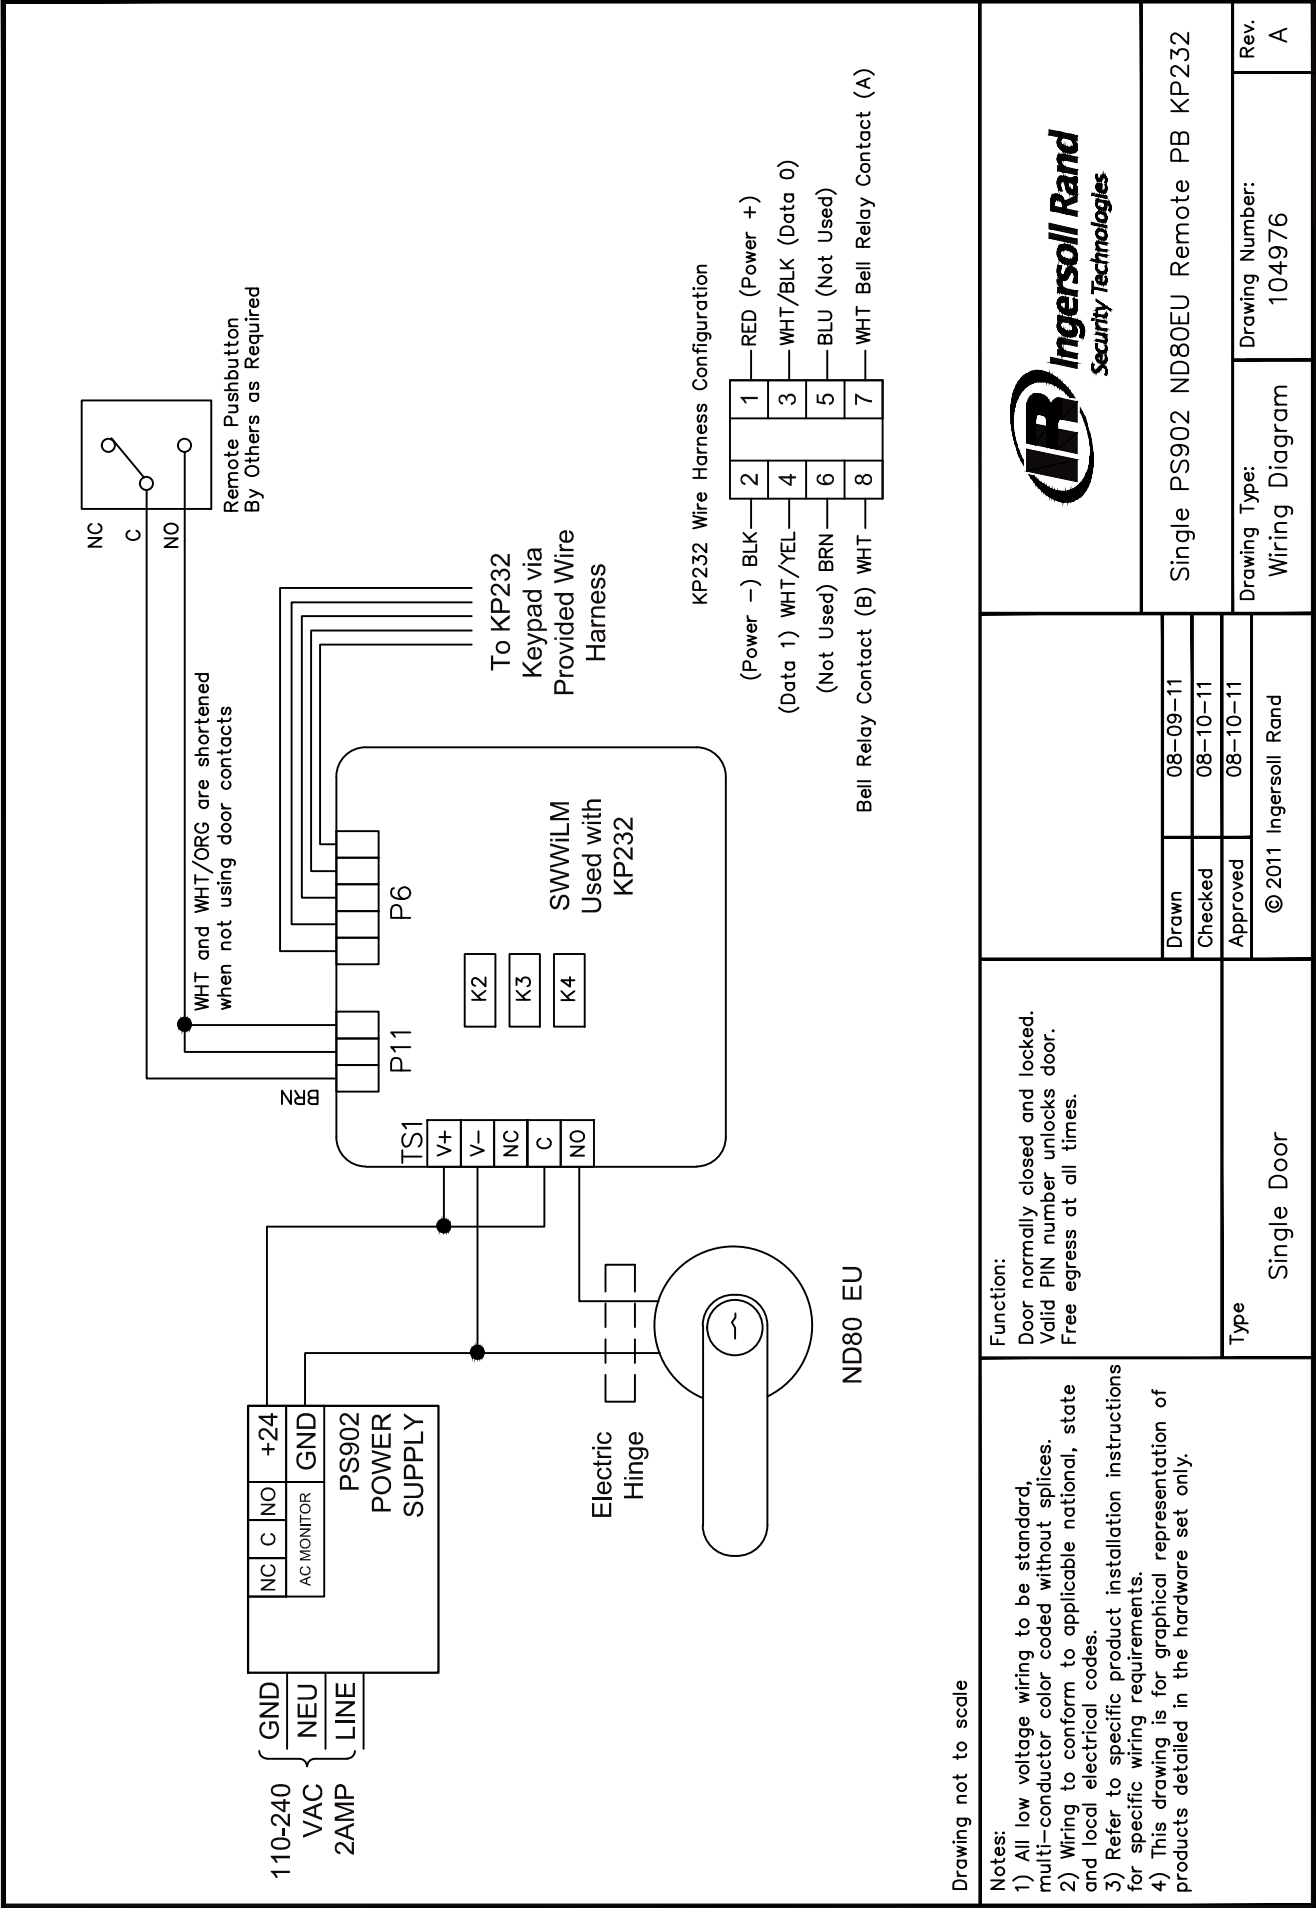 110-240
VAC
2AMP
GND
NEU
LINE
NC
C
NO
+24
AC MONITOR
GND
PS902
POWER
SUPPLY
Electric
Hinge
ND80 EU
TS1
V+
V-
NC
C
NO
BRN
P11
P6
K2
K3
K4
SWWiLM
Used with
KP232
WHT and WHT/ORG are shortened
when not using door contacts
To KP232
Keypad via
Provided Wire
Harness
NC
C
NO
Remote Pushbutton
By Others as Required
KP232 Wire Harness Configuration
(Power -) BLK
2
1
RED (Power +)
(Data 1) WHT/YEL
4
3
WHT/BLK (Data 0)
(Not Used) BRN
6
5
BLU (Not Used)
Bell Relay Contact (B) WHT
8
7
WHT Bell Relay Contact (A)
Drawing not to scale
Notes:
1) All low voltage wiring to be standard,
multi-conductor color coded without splices.
2) Wiring to conform to applicable national, state
and local electrical codes.
3) Refer to specific product installation instructions
for specific wiring requirements.
4) This drawing is for graphical representation of
products detailed in the hardware set only.
Function:
Door normally closed and locked.
Valid PIN number unlocks door.
Free egress at all times.
Type
Single Door
Drawn
08-09-11
Checked
08-10-11
Approved
08-10-11
© 2011 Ingersoll Rand
IR Ingersoll Rand
Security Technologies
Single PS902 ND80EU Remote PB KP232
Drawing Type:
Wiring Diagram
Drawing Number:
104976
Rev.
A